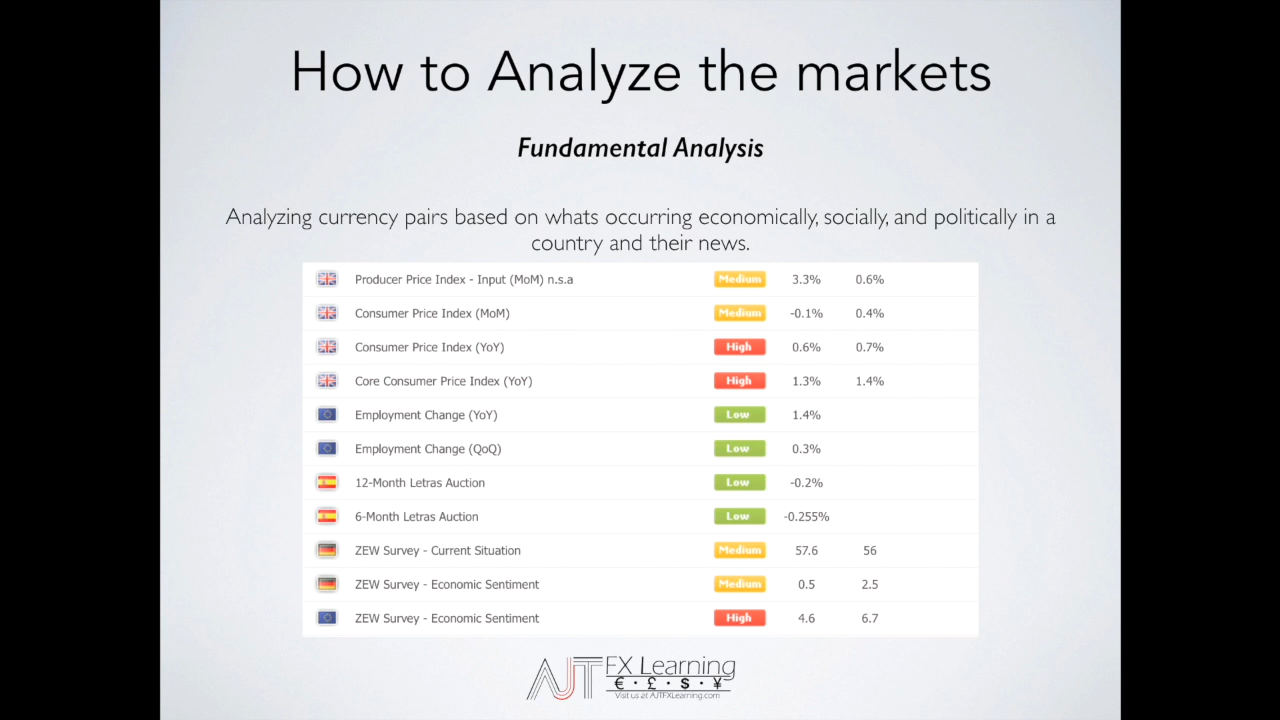 How to Analyze the markets
Fundamental Analysis
Analyzing currency pairs based on whats occurring economically, socially, and politically in a
country and their news.
Producer Price Index - Input (MoM) n.s.a Medium 3.3% 0.6%
Consumer Price Index (MoM) Medium -0.1% 0.4%
Consumer Price Index (YoY) High 0.6% 0.7%
Core Consumer Price Index (YoY) High 1.3% 1.4%
Employment Change (YoY) Low 1.4%
Employment Change (QoQ) Low 0.3%
12-Month Letras Auction Low -0.2%
6-Month Letras Auction Low -0.255%
ZEW Survey - Current Situation Medium 57.6 56
ZEW Survey - Economic Sentiment Medium 0.5 2.5
ZEW Survey - Economic Sentiment High 4.6 6.7
AJT FX Learning
€ · £ · $ · ¥
Visit us at AJTFXLearning.com